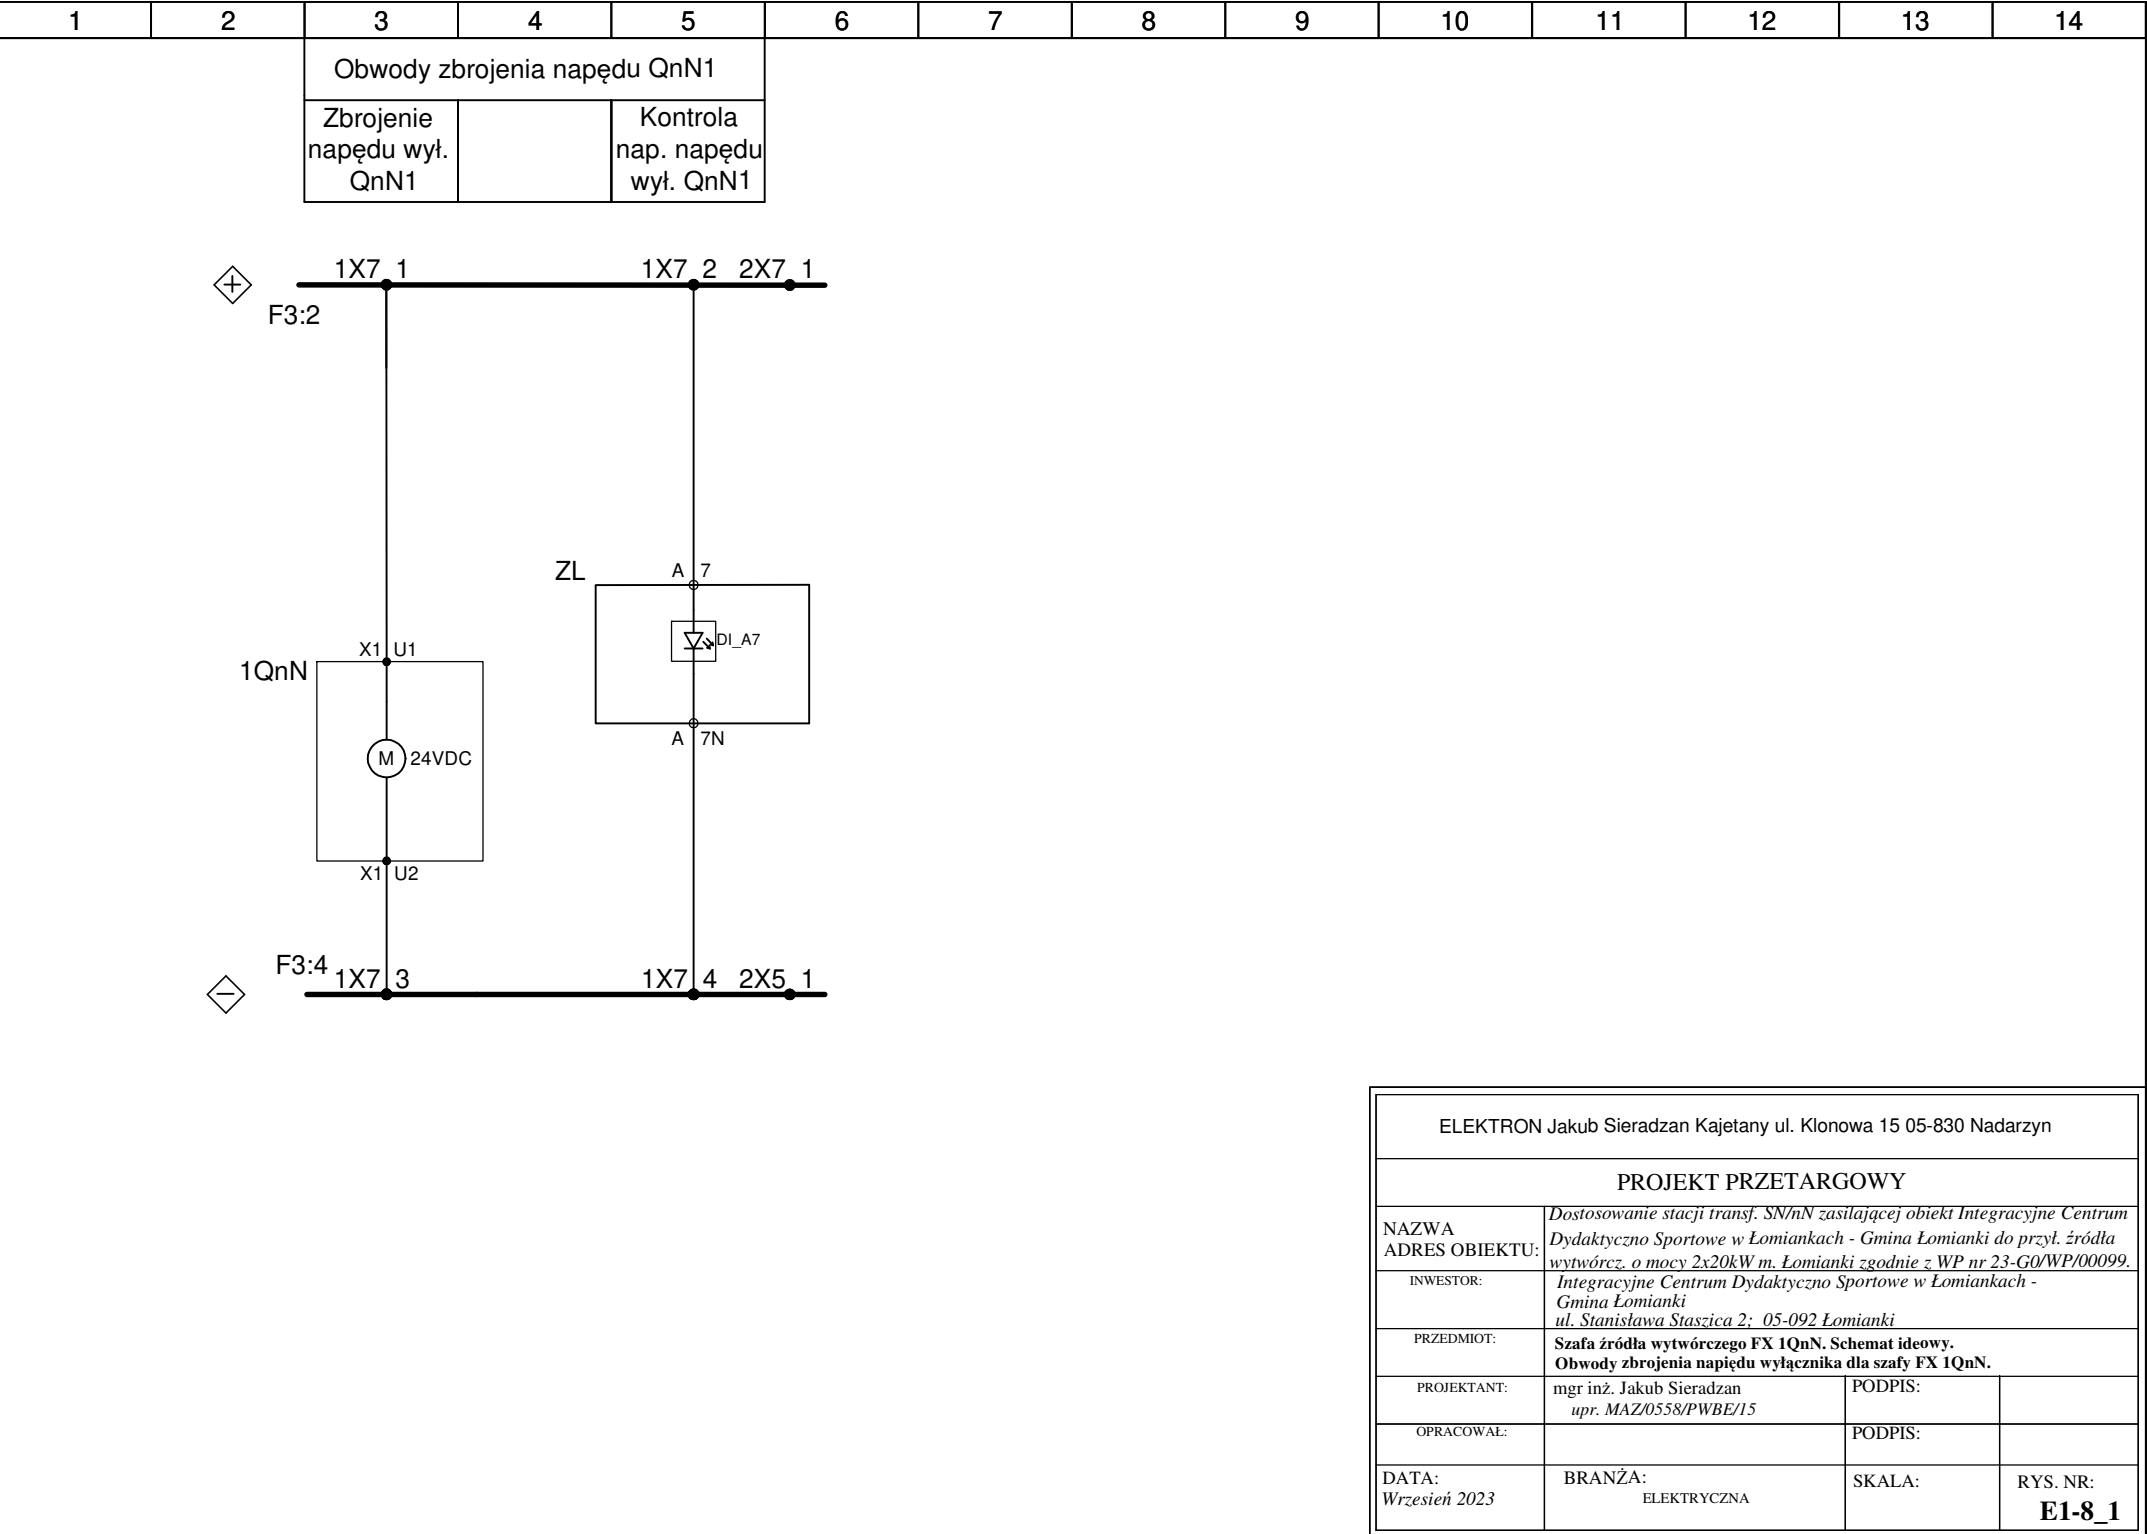 1 2 3 4 5 6 7 8 9 10 11 12 13 14
Obwody zbrojenia napędu QnN1
Zbrojenie
napędu wył.
QnN1
Kontrola
nap. napędu
wył. QnN1
1X7 1
1X7 2
2X7 1
F3:2
ZL
A 7
DI_A7
A 7N
1QnN
X1 U1
M 24VDC
X1 U2
F3:4
1X7 3
1X7 4
2X5 1
ELEKTRON Jakub Sieradzan Kajetany ul. Klonowa 15 05-830 Nadarzyn
PROJEKT PRZETARGOWY
NAZWA
ADRES OBIEKTU:
Dostosowanie stacji transf. SN/nN zasilającej obiekt Integracyjne Centrum
Dydaktyczno Sportowe w Łomiankach - Gmina Łomianki do przył. źródła
wytwórcz. o mocy 2x20kW m. Łomianki zgodnie z WP nr 23-G0/WP/00099.
INWESTOR:
Integracyjne Centrum Dydaktyczno Sportowe w Łomiankach -
Gmina Łomianki
ul. Stanisława Staszica 2; 05-092 Łomianki
PRZEDMIOT:
Szafa źródła wytwórczego FX 1QnN. Schemat ideowy.
Obwody zbrojenia napiędu wyłącznika dla szafy FX 1QnN.
PROJEKTANT:
mgr inż. Jakub Sieradzan
upr. MAZ/0558/PWBE/15
PODPIS:
OPRACOWAŁ:
PODPIS:
DATA:
Wrzesień 2023
BRANŻA:
ELEKTRYCZNA
SKALA:
RYS. NR:
E1-8_1